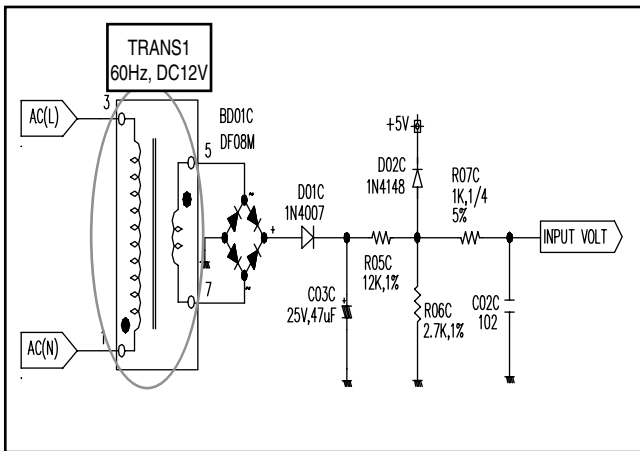 TRANS1
60Hz, DC12V
AC(L)
3
BD01C
DF08M
5
+5V
D02C
1N4148
R07C
1K,1/4
5%
D01C
1N4007
~
+
INPUT VOLT
R05C
12K,1%
C03C
25V,47uF
+
R06C
2.7K,1%
C02C
102
7
~
AC(N)
1